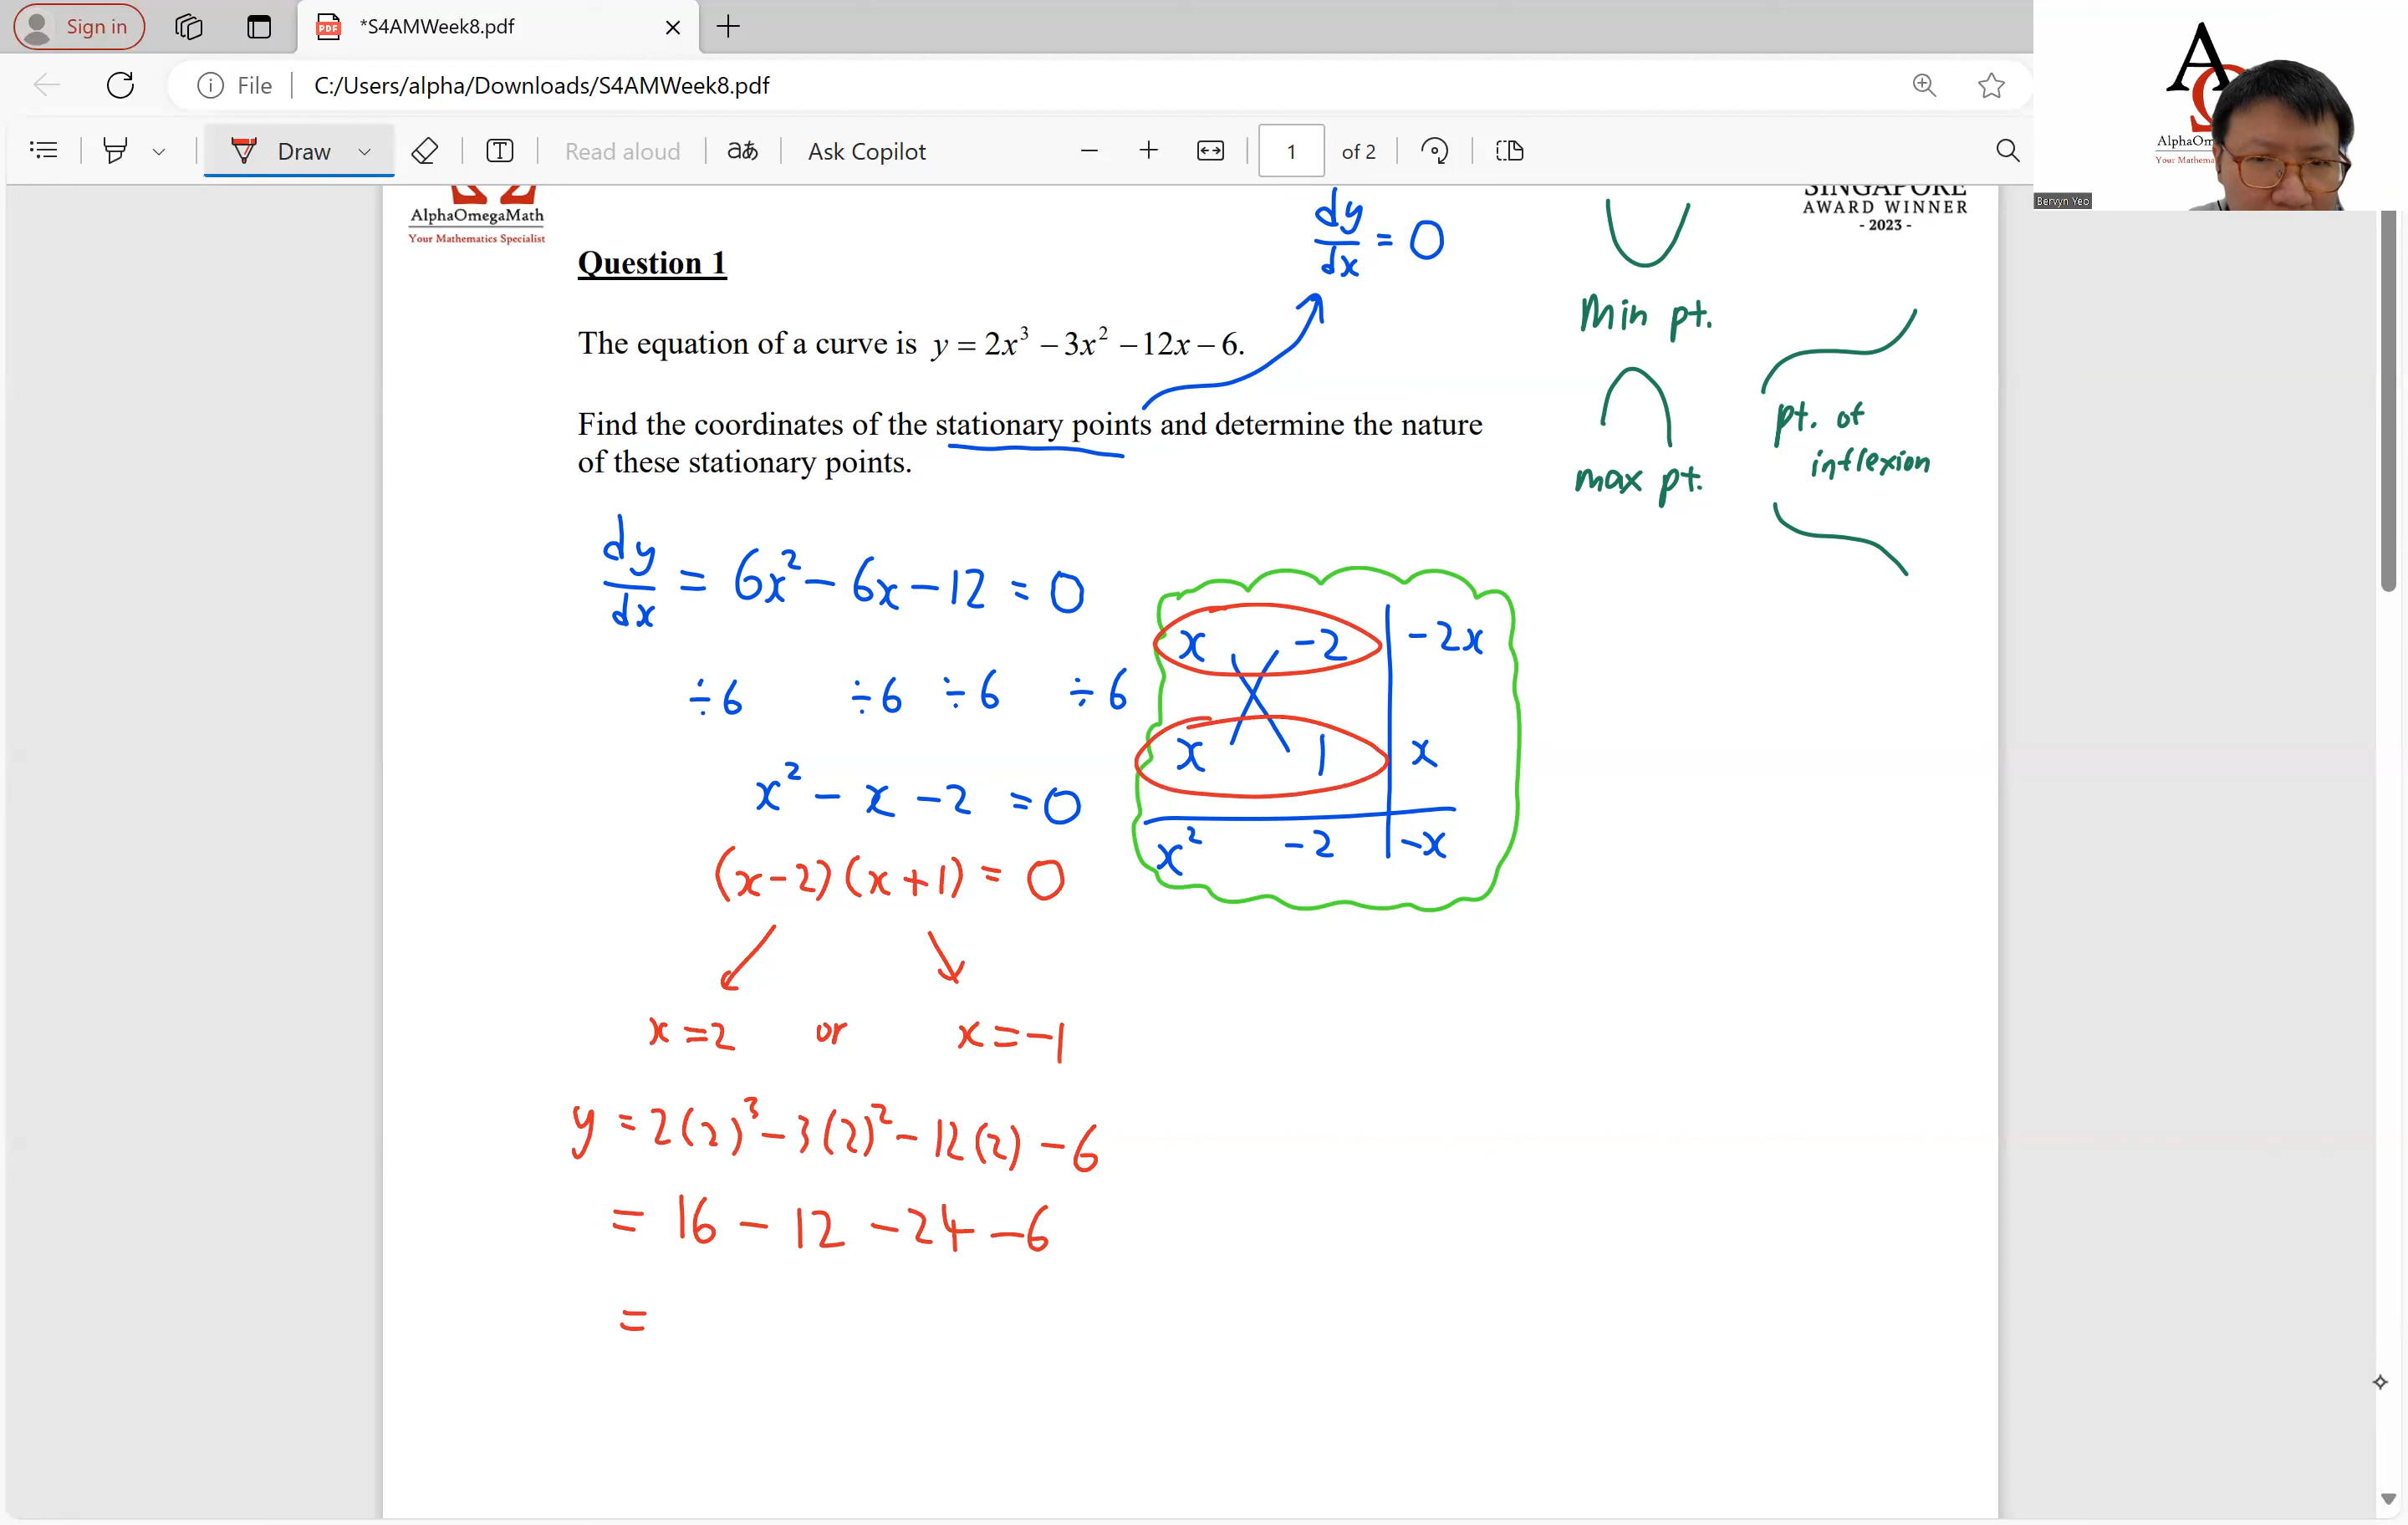 Sign in
*S4AMWeek8.pdf
File
C:/Users/alpha/Downloads/S4AMWeek8.pdf
Draw
Read aloud
aあ
Ask Copilot
1 of 2
Bervyn Yeo
AlphaOmegaMath
Your Mathematics Specialist
SINGAPORE
AWARD WINNER
- 2023 -
dy/dx = 0
Question 1
The equation of a curve is y = 2x³ − 3x² − 12x − 6.
Find the coordinates of the stationary points and determine the nature
of these stationary points.
Min pt.
max pt.
pt. of
inflexion
dy/dx = 6x² − 6x − 12 = 0
÷6 ÷6 ÷6 ÷6
x² − x − 2 = 0
x −2 −2x
x 1 x
x² −2 −x
(x−2)(x+1) = 0
x = 2 or x = −1
y = 2(2)³ − 3(2)² − 12(2) − 6
= 16 − 12 − 24 − 6
=